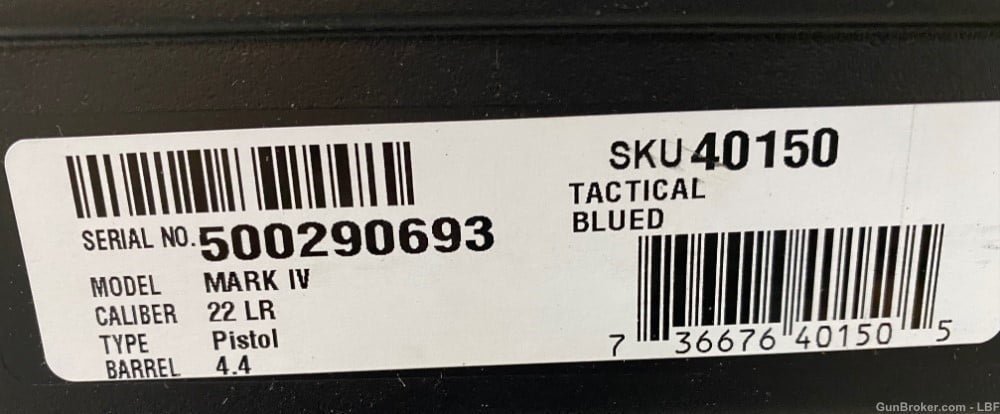 SERIAL NO. 500290693
MODEL MARK IV
CALIBER 22 LR
TYPE Pistol
BARREL 4.4
SKU 40150
TACTICAL
BLUED
7 36676 40150 5
GunBroker.com - LBF